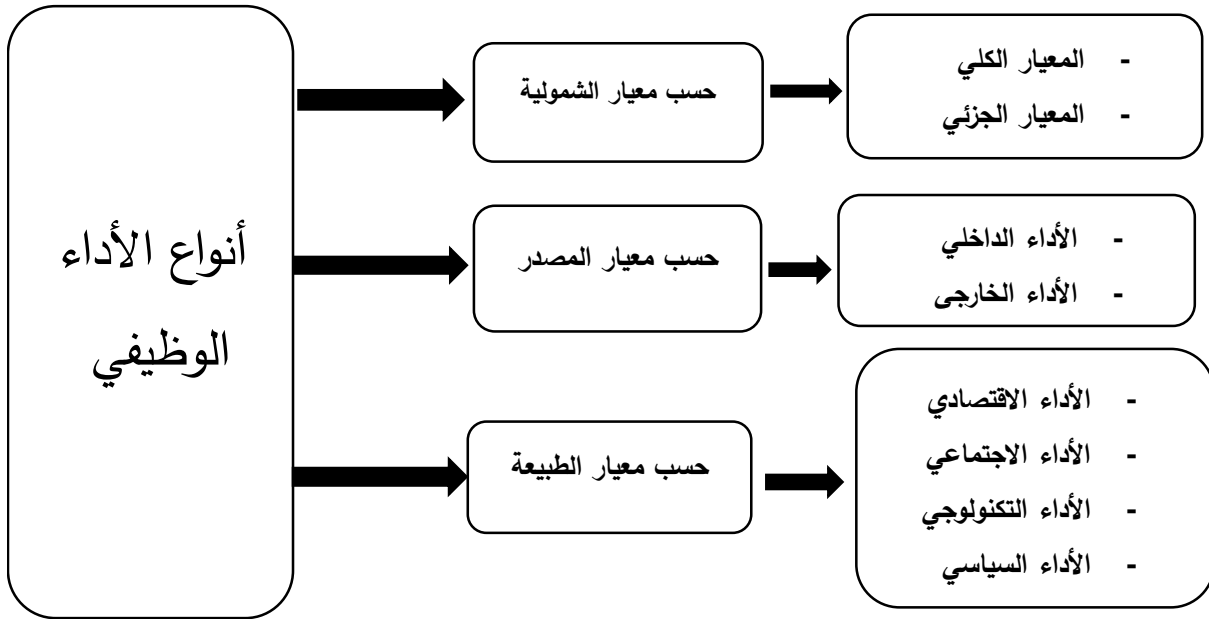 أنواع الأداء
الوظيفي
حسب معيار الشمولية
- المعيار الكلي
- المعيار الجزئي
حسب معيار المصدر
- الأداء الداخلي
- الأداء الخارجى
حسب معيار الطبيعة
- الأداء الاقتصادي
- الأداء الاجتماعي
- الأداء التكنولوجي
- الأداء السياسي